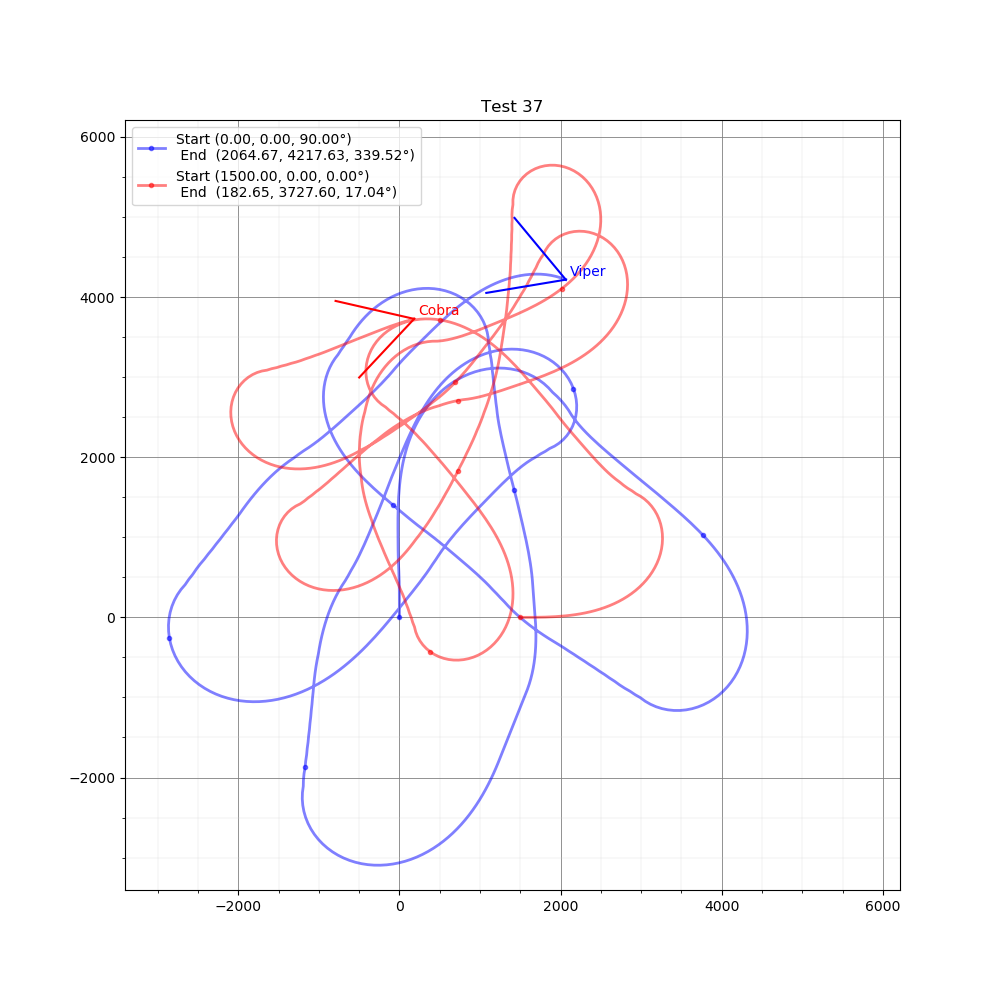 Test 37
Start (0.00, 0.00, 90.00°)
End  (2064.67, 4217.63, 339.52°)
Start (1500.00, 0.00, 0.00°)
End  (182.65, 3727.60, 17.04°)
6000
4000
2000
0
−2000
Viper
Cobra
−2000
0
2000
4000
6000